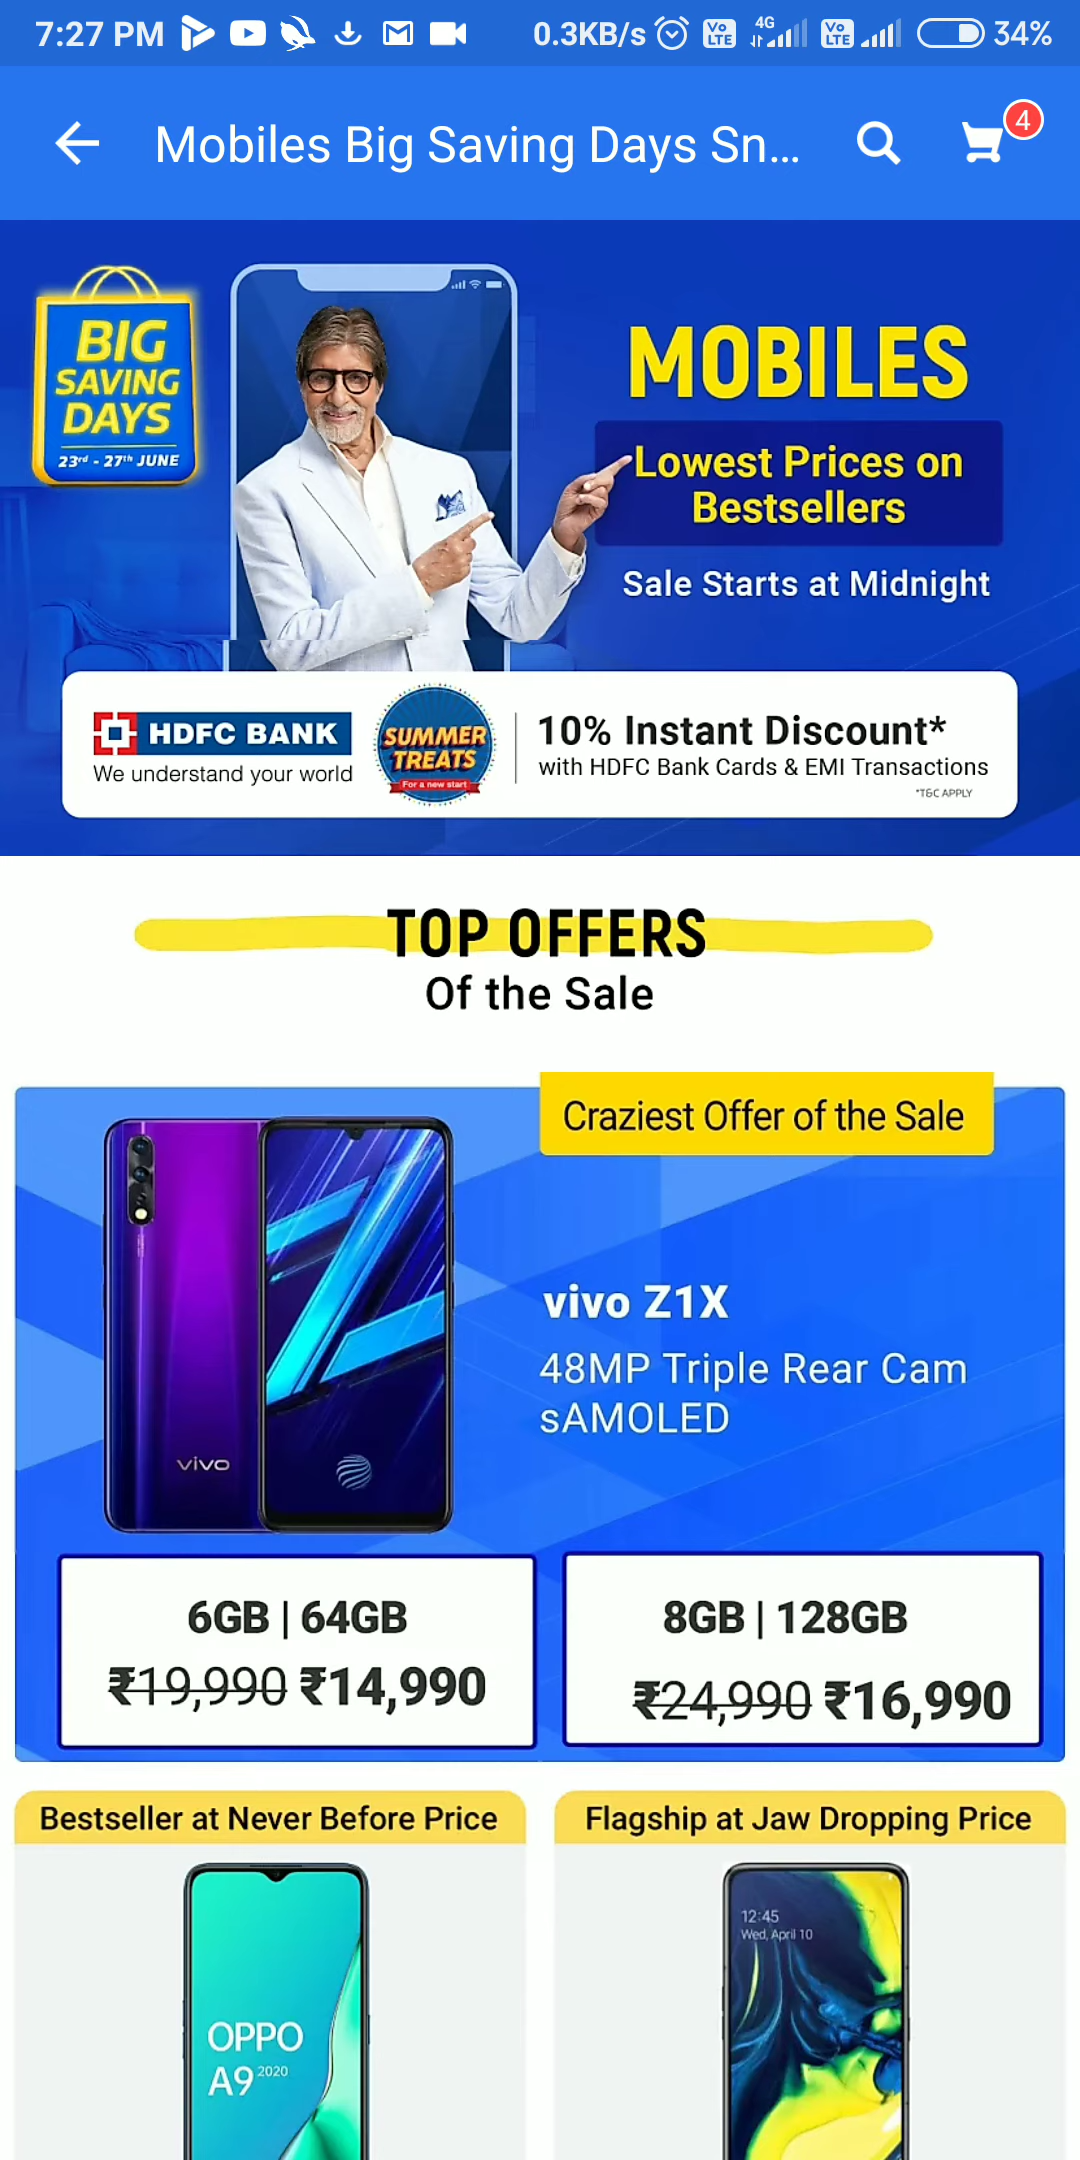 7:27 PM 0.3KB/s Vo LTE 4G Vo LTE 34%
Mobiles Big Saving Days Sn... 4
BIG
SAVING
DAYS
23rd - 27th JUNE
MOBILES
Lowest Prices on
Bestsellers
Sale Starts at Midnight
HDFC BANK
We understand your world
SUMMER
TREATS
For a new start
10% Instant Discount*
with HDFC Bank Cards & EMI Transactions
*T&C APPLY
TOP OFFERS
Of the Sale
Craziest Offer of the Sale
vivo
vivo Z1X
48MP Triple Rear Cam
sAMOLED
6GB | 64GB
₹19,990 ₹14,990
8GB | 128GB
₹24,990 ₹16,990
Bestseller at Never Before Price
OPPO
A9 2020
Flagship at Jaw Dropping Price
12:45
Wed, April 10